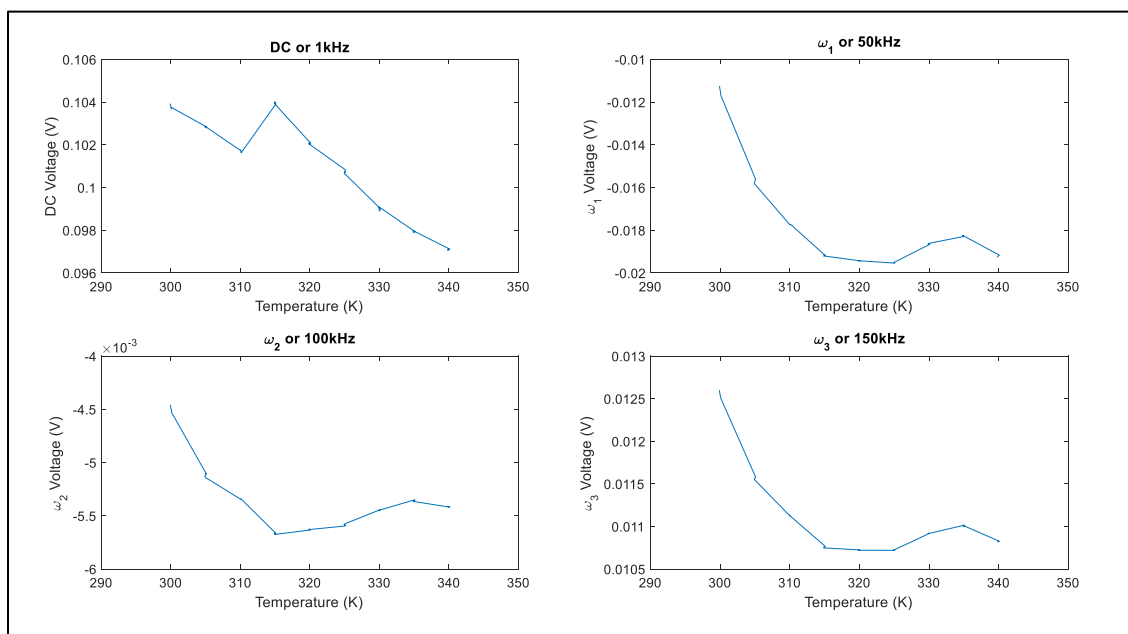 DC or 1kHz
0.106
0.104
0.102
0.1
0.098
0.096
DC Voltage (V)
290 300 310 320 330 340 350
Temperature (K)
ω1 or 50kHz
-0.01
-0.012
-0.014
-0.016
-0.018
-0.02
ω1 Voltage (V)
290 300 310 320 330 340 350
Temperature (K)
ω2 or 100kHz
×10-3
-4
-4.5
-5
-5.5
-6
ω2 Voltage (V)
290 300 310 320 330 340 350
Temperature (K)
ω3 or 150kHz
0.013
0.0125
0.012
0.0115
0.011
0.0105
ω3 Voltage (V)
290 300 310 320 330 340 350
Temperature (K)